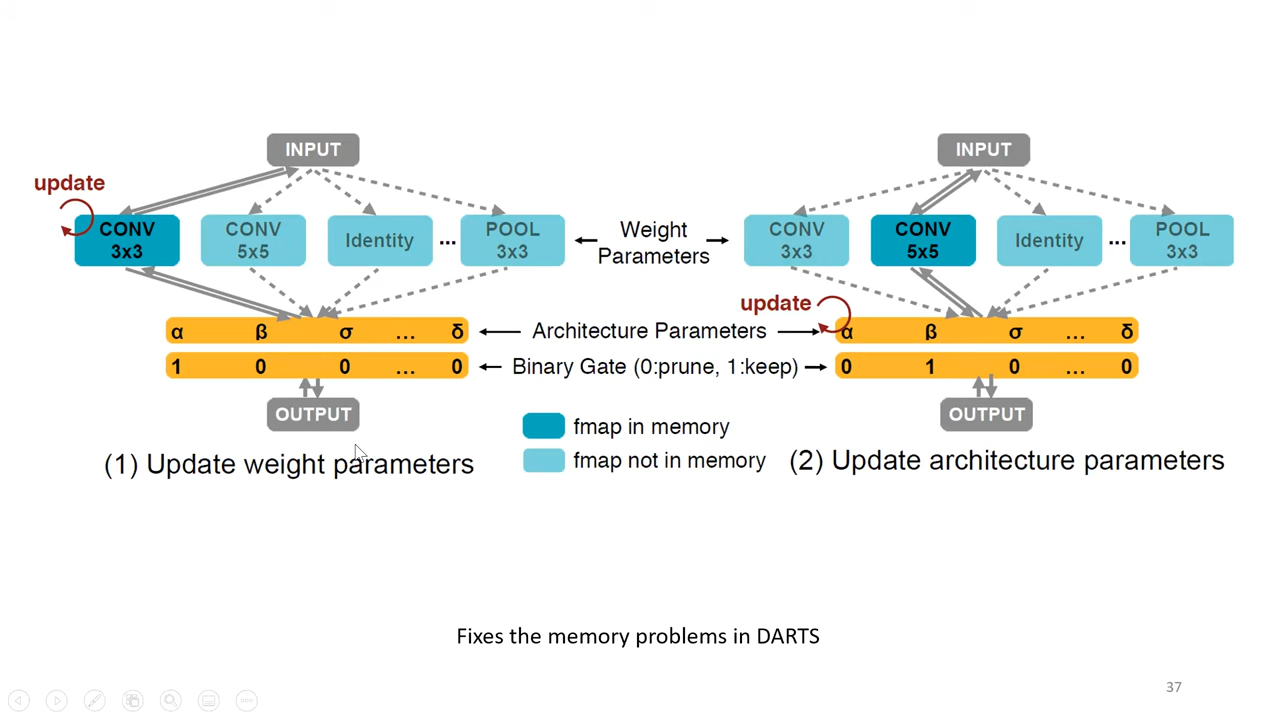 INPUT
update
CONV
3x3
CONV
5x5
Identity
...
POOL
3x3
α β σ ... δ
1 0 0 ... 0
OUTPUT
(1) Update weight parameters
Weight
Parameters
Architecture Parameters
Binary Gate (0:prune, 1:keep)
fmap in memory
fmap not in memory
INPUT
CONV
3x3
CONV
5x5
Identity
...
POOL
3x3
update
α β σ ... δ
0 1 0 ... 0
OUTPUT
(2) Update architecture parameters
Fixes the memory problems in DARTS
37